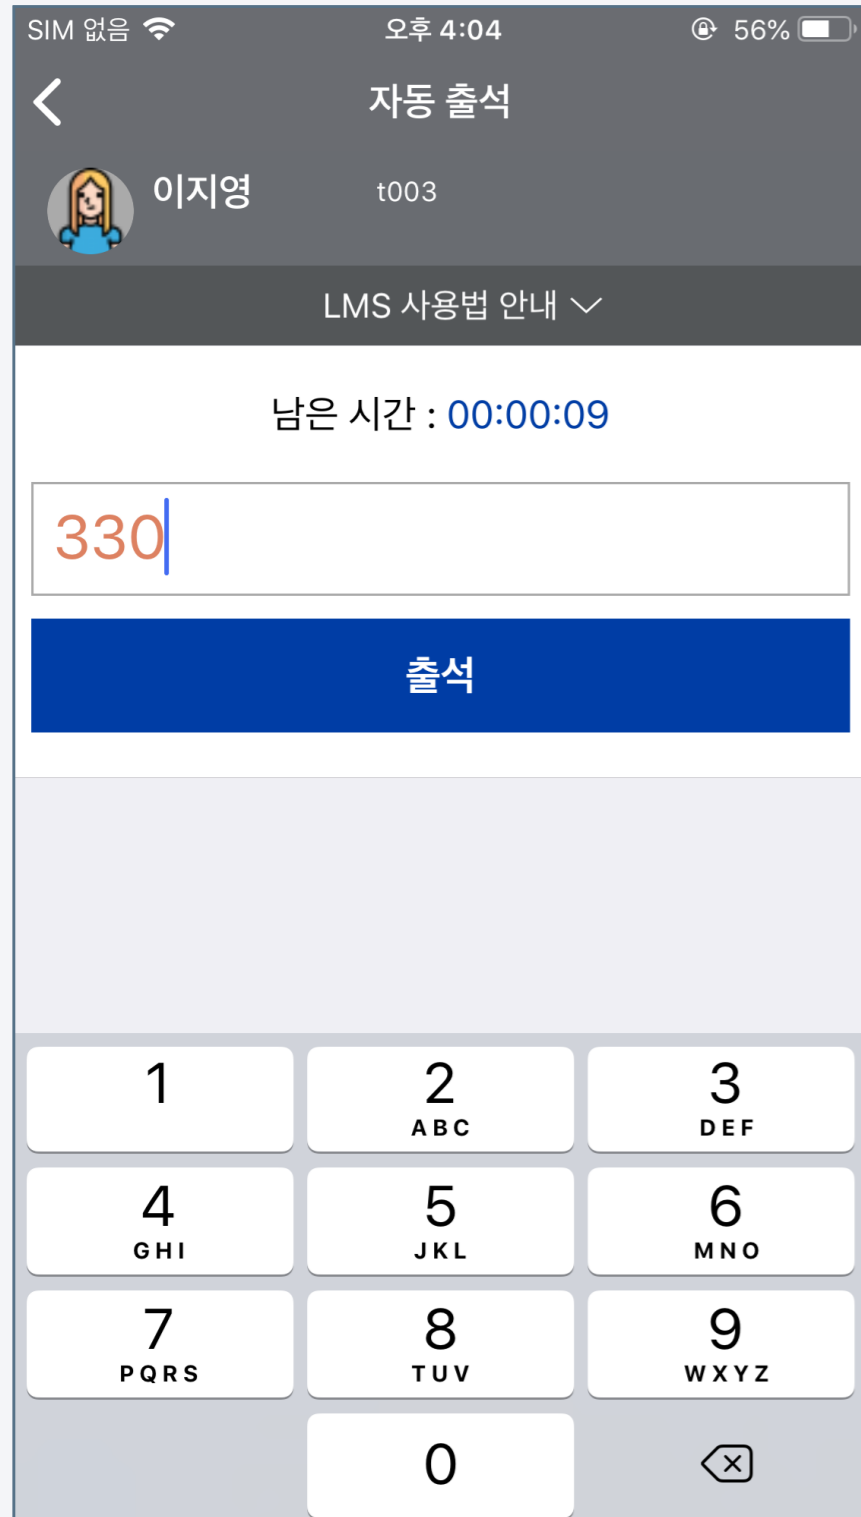 SIM 없음 오후 4:04 56%
자동 출석
이지영 t003
LMS 사용법 안내
남은 시간 : 00:00:09
330
출석
1 2 3
ABC DEF
4 5 6
GHI JKL MNO
7 8 9
PQRS TUV WXYZ
0